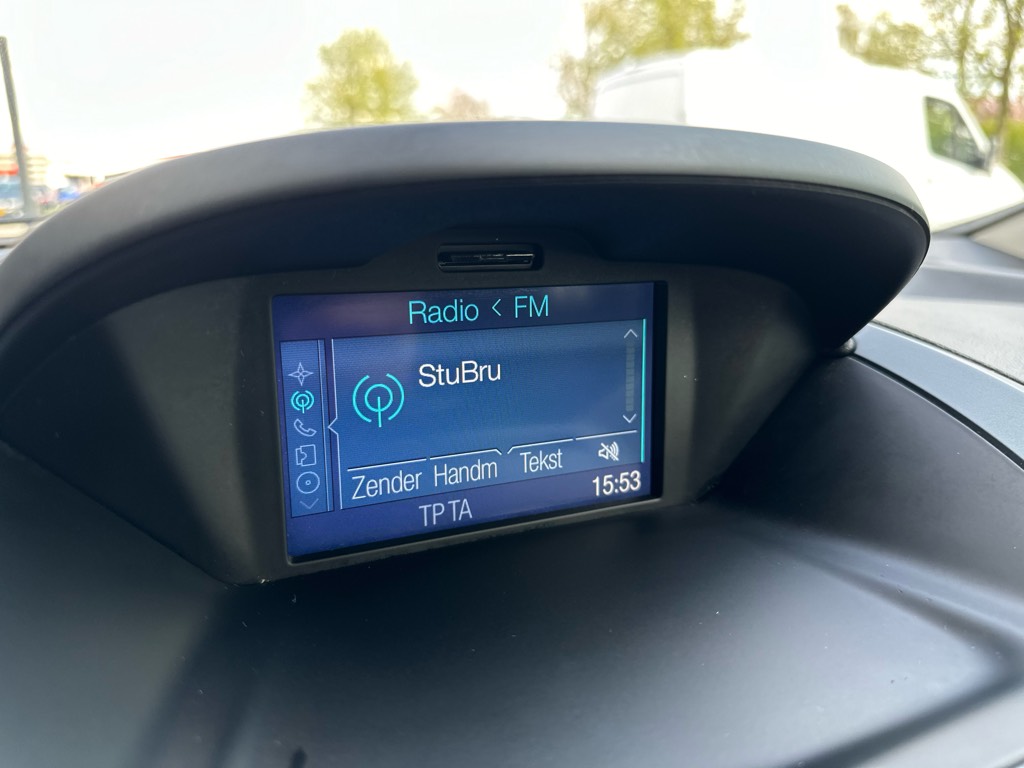 Radio < FM
StuBru
Zender Handm Tekst
15:53
TP TA